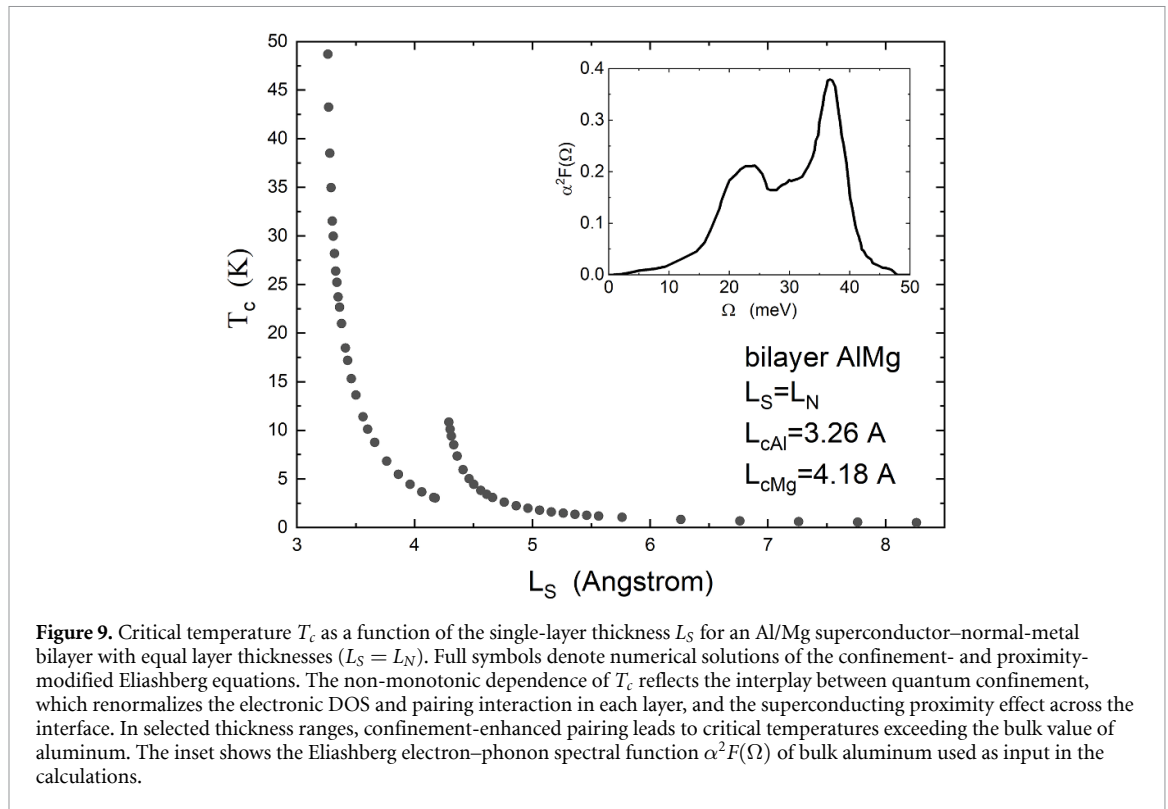 50
45
40
35
30
25
20
15
10
5
0
T_c (K)
3
4
5
6
7
8
L_S (Angstrom)
0.4
0.3
0.2
0.1
0.0
α²F(Ω)
0
10
20
30
40
50
Ω (meV)
bilayer AlMg
L_S=L_N
L_cAl=3.26 A
L_cMg=4.18 A
Figure 9. Critical temperature T_c as a function of the single-layer thickness L_S for an Al/Mg superconductor–normal-metal
bilayer with equal layer thicknesses (L_S = L_N). Full symbols denote numerical solutions of the confinement- and proximity-
modified Eliashberg equations. The non-monotonic dependence of T_c reflects the interplay between quantum confinement,
which renormalizes the electronic DOS and pairing interaction in each layer, and the superconducting proximity effect across the
interface. In selected thickness ranges, confinement-enhanced pairing leads to critical temperatures exceeding the bulk value of
aluminum. The inset shows the Eliashberg electron–phonon spectral function α²F(Ω) of bulk aluminum used as input in the
calculations.